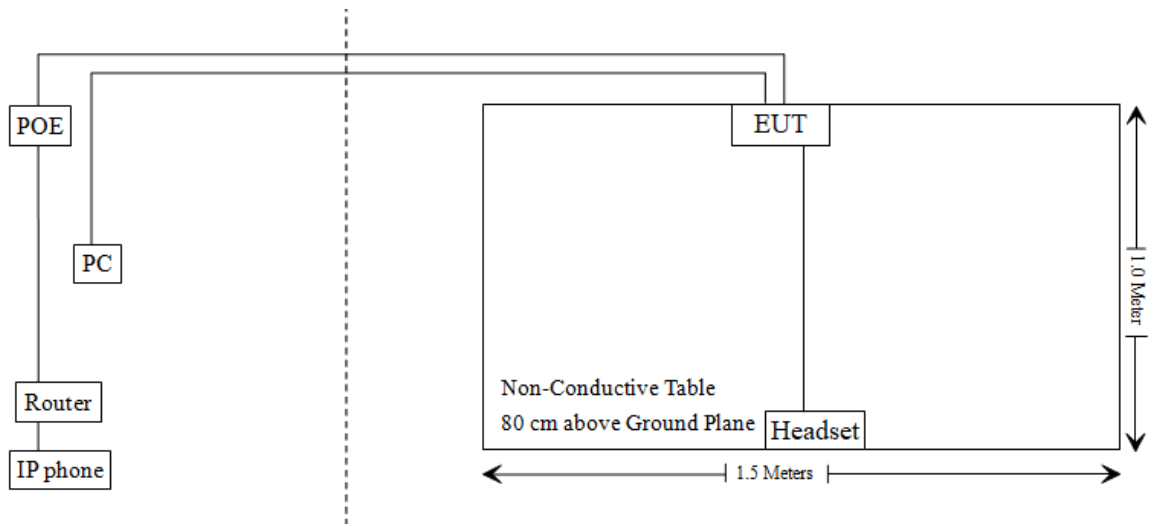 POE
EUT
PC
1.0 Meter
Router
Non-Conductive Table
80 cm above Ground Plane
Headset
IP phone
1.5 Meters